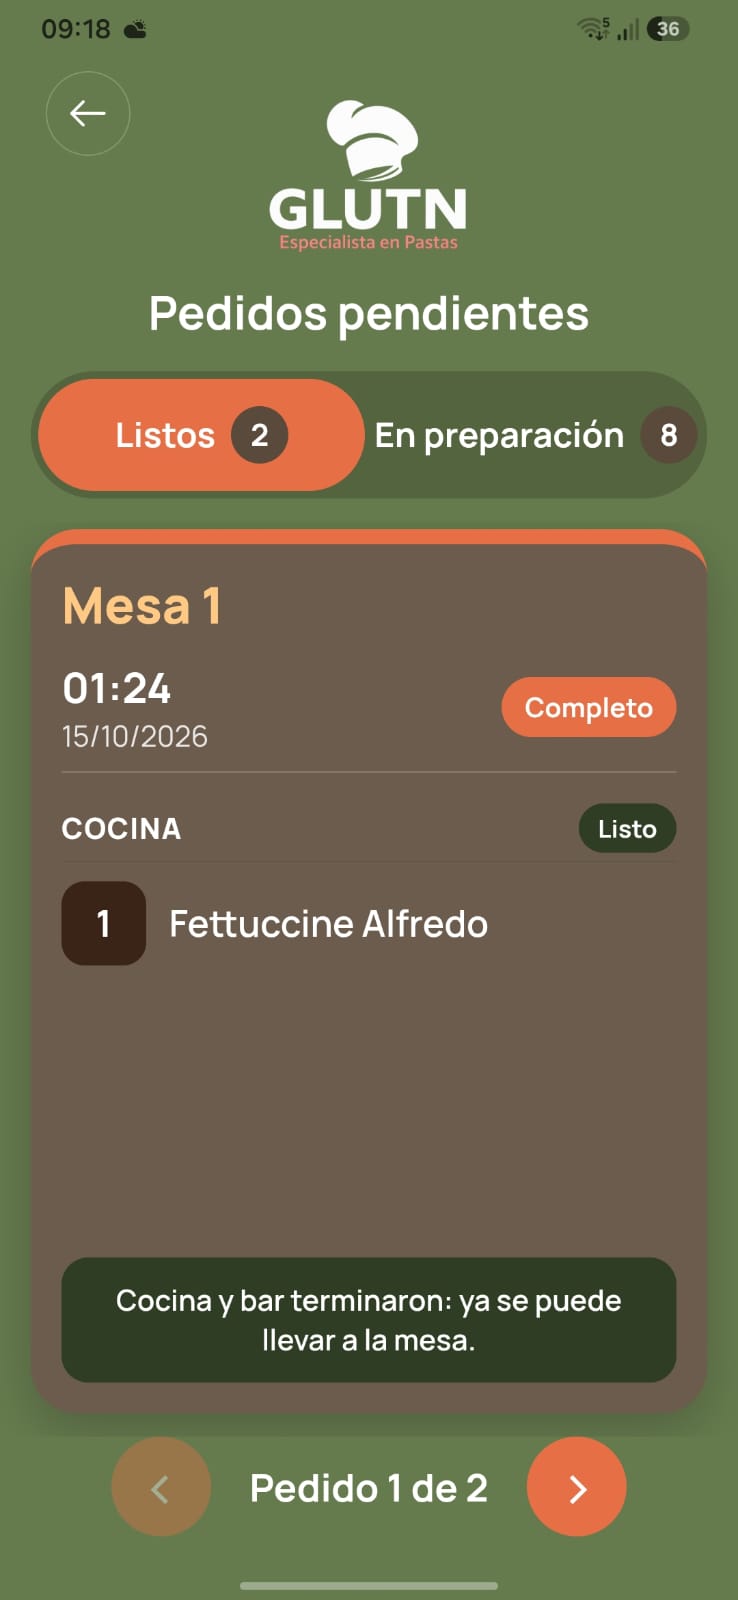 09:18
5
36
GLUTN
Especialista en Pastas
Pedidos pendientes
Listos 2 En preparación 8
Mesa 1
01:24
15/10/2026
Completo
COCINA
Listo
1 Fettuccine Alfredo
Cocina y bar terminaron: ya se puede
llevar a la mesa.
Pedido 1 de 2